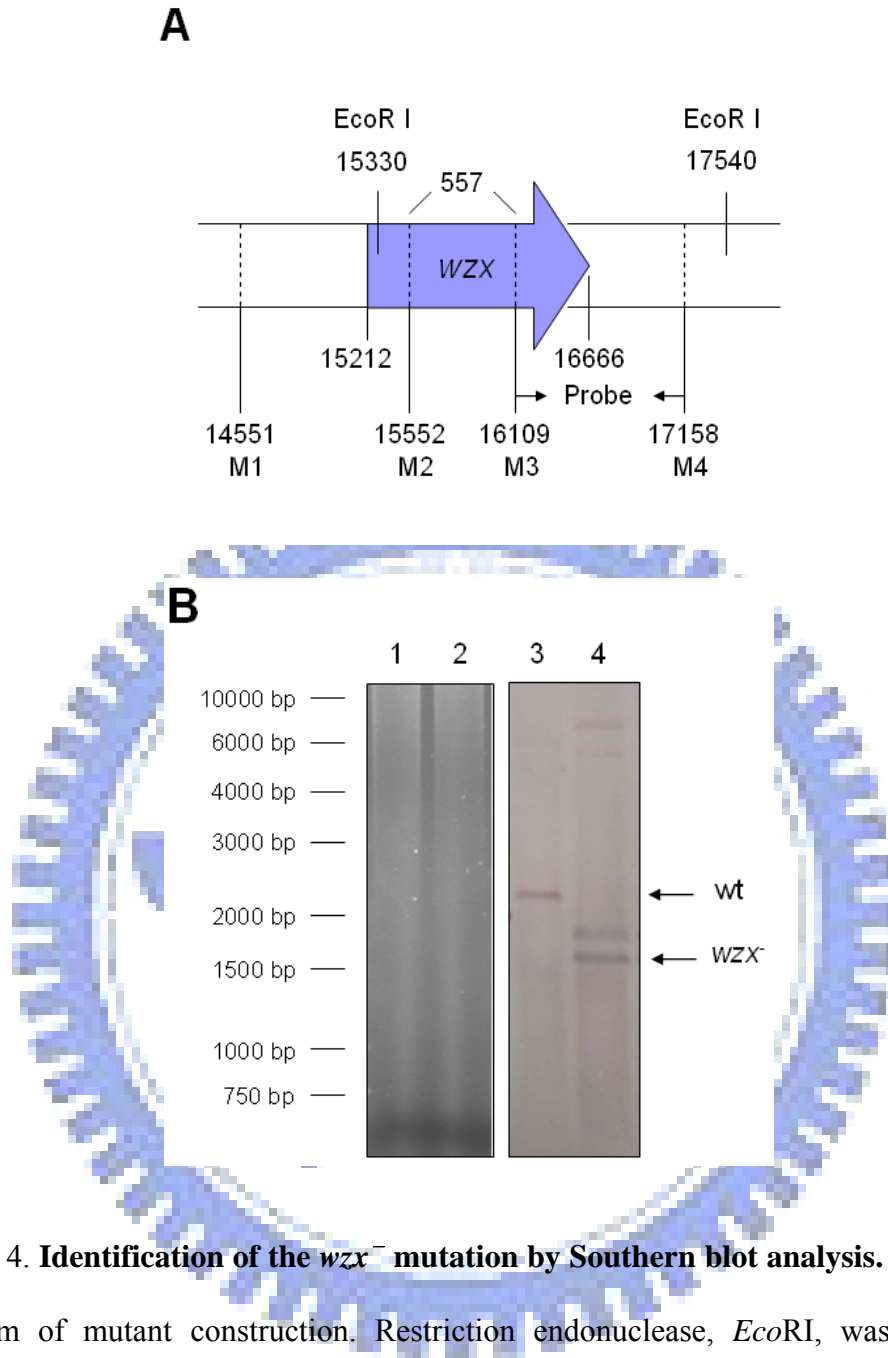 A
EcoR I EcoR I
15330 17540
557
wzx
15212 16666
Probe
14551 15552 16109 17158
M1 M2 M3 M4
B
1 2 3 4
10000 bp
6000 bp
4000 bp
3000 bp
wt
2000 bp
wzx-
1500 bp
1000 bp
750 bp
4. Identification of the wzx⁻ mutation by Southern blot analysis.
m of mutant construction. Restriction endonuclease, EcoRI, was